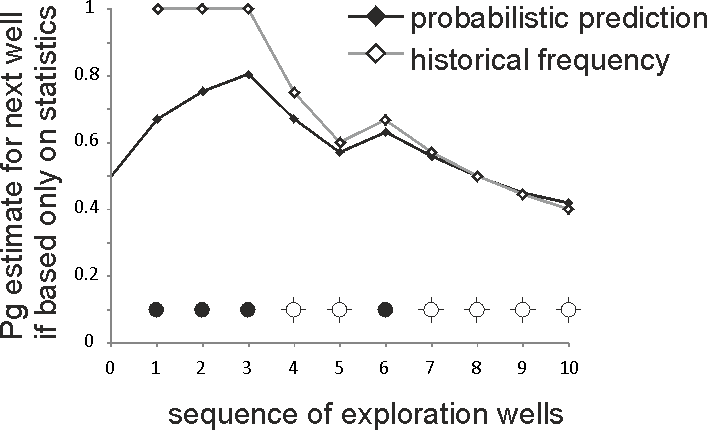 probabilistic prediction
historical frequency
Pg estimate for next well
if based only on statistics
1
0.8
0.6
0.4
0.2
0
0 1 2 3 4 5 6 7 8 9 10
sequence of exploration wells